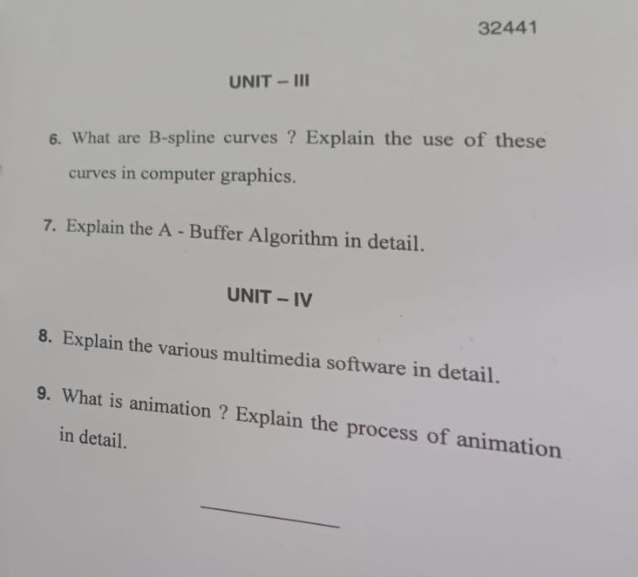 32441
UNIT – III
6. What are B-spline curves ? Explain the use of these
curves in computer graphics.
7. Explain the A - Buffer Algorithm in detail.
UNIT – IV
8. Explain the various multimedia software in detail.
9. What is animation ? Explain the process of animation
in detail.